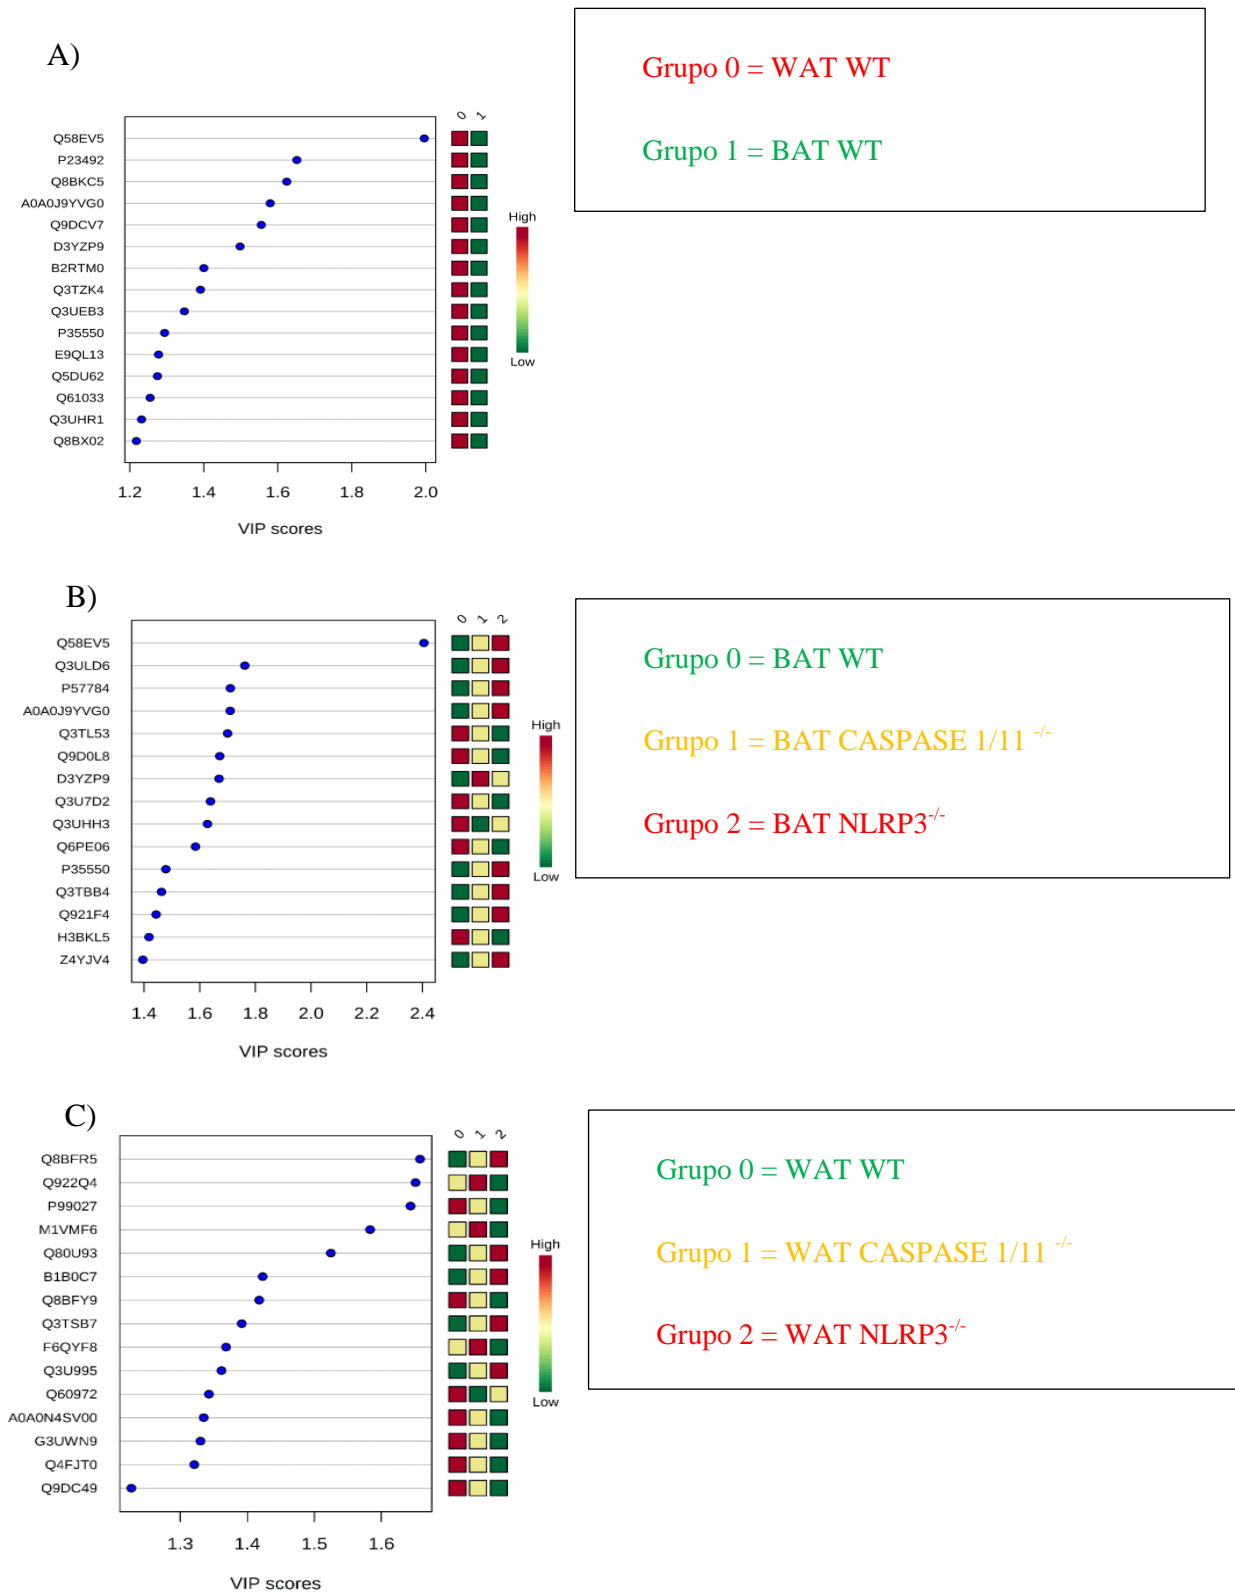 A)
Grupo 0 = WAT WT
Grupo 1 = BAT WT
0 1
Q58EV5
P23492
Q8BKC5
A0A0J9YVG0
Q9DCV7
D3YZP9
B2RTM0
Q3TZK4
Q3UEB3
P35550
E9QL13
Q5DU62
Q61033
Q3UHR1
Q8BX02
High
Low
1.2 1.4 1.6 1.8 2.0
VIP scores
B)
Grupo 0 = BAT WT
Grupo 1 = BAT CASPASE 1/11 -/-
Grupo 2 = BAT NLRP3-/-
0 1 2
Q58EV5
Q3ULD6
P57784
A0A0J9YVG0
Q3TL53
Q9D0L8
D3YZP9
Q3U7D2
Q3UHH3
Q6PE06
P35550
Q3TBB4
Q921F4
H3BKL5
Z4YJV4
High
Low
1.4 1.6 1.8 2.0 2.2 2.4
VIP scores
C)
Grupo 0 = WAT WT
Grupo 1 = WAT CASPASE 1/11 -/-
Grupo 2 = WAT NLRP3-/-
0 1 2
Q8BFR5
Q922Q4
P99027
M1VMF6
Q80U93
B1B0C7
Q8BFY9
Q3TSB7
F6QYF8
Q3U995
Q60972
A0A0N4SV00
G3UWN9
Q4FJT0
Q9DC49
High
Low
1.3 1.4 1.5 1.6
VIP scores